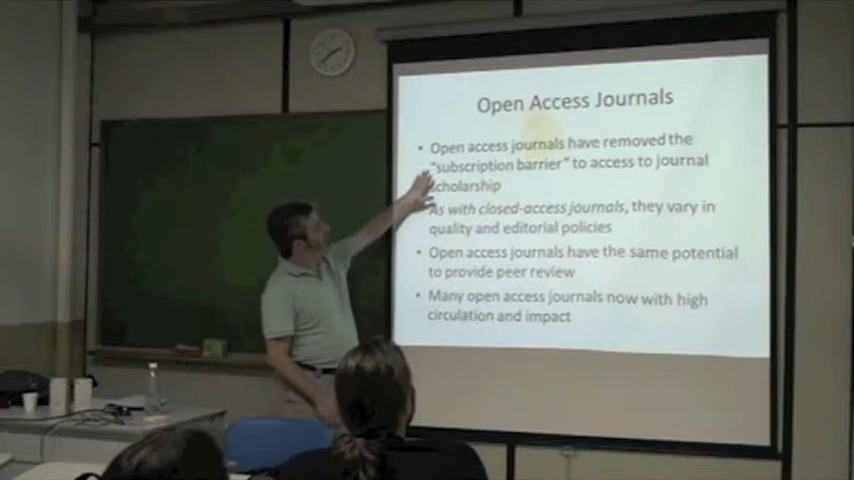 Open Access Journals
• Open access journals have removed the
"subscription barrier" to access to journal
scholarship
• As with closed-access journals, they vary in
quality and editorial policies
• Open access journals have the same potential
to provide peer review
• Many open access journals now with high
circulation and impact